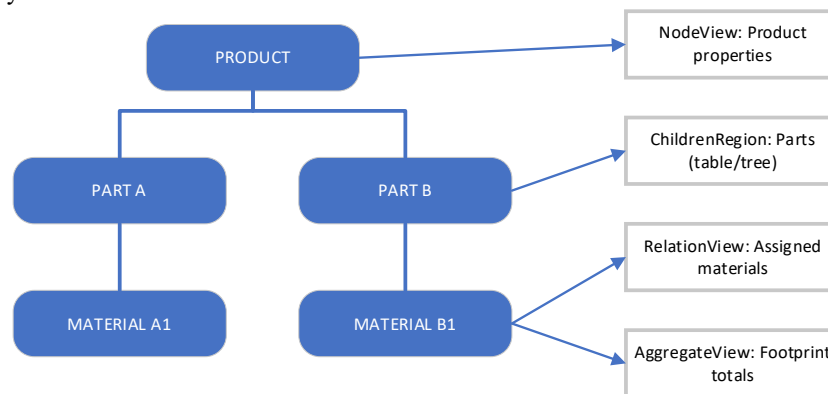 PRODUCT
NodeView: Product
properties
ChildrenRegion: Parts
(table/tree)
PART A
PART B
RelationView: Assigned
materials
MATERIAL A1
MATERIAL B1
AggregateView: Footprint
totals